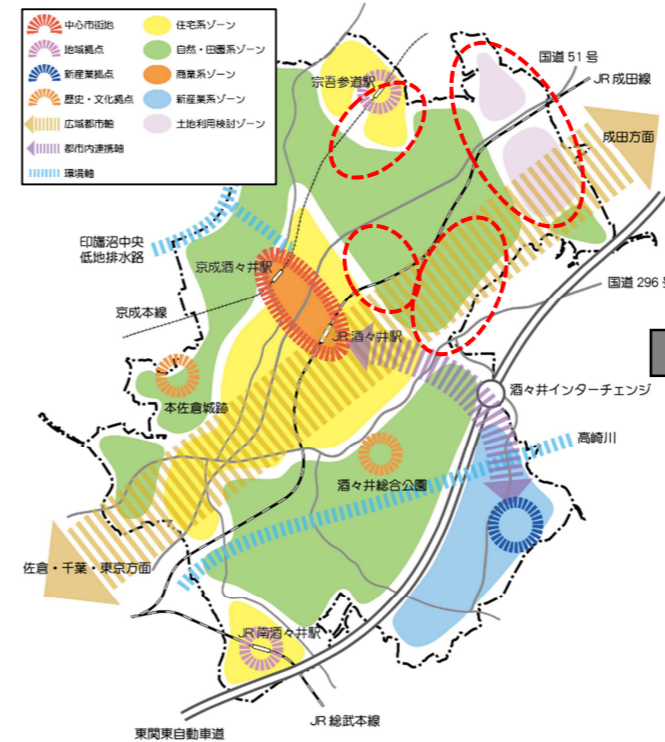 中心市街地
地域拠点
新産業拠点
歴史・文化拠点
広域都市軸
都市内連携軸
環境軸
住宅系ゾーン
自然・田園系ゾーン
商業系ゾーン
新産業系ゾーン
土地利用検討ゾーン
宗吾参道駅
国道 51 号
JR 成田線
成田方面
印旛沼中央
低地排水路
京成酒々井駅
国道 296 号
京成本線
JR 酒々井駅
酒々井インターチェンジ
本佐倉城跡
高崎川
酒々井総合公園
佐倉・千葉・東京方面
JR 南酒々井駅
JR 総武本線
東関東自動車道